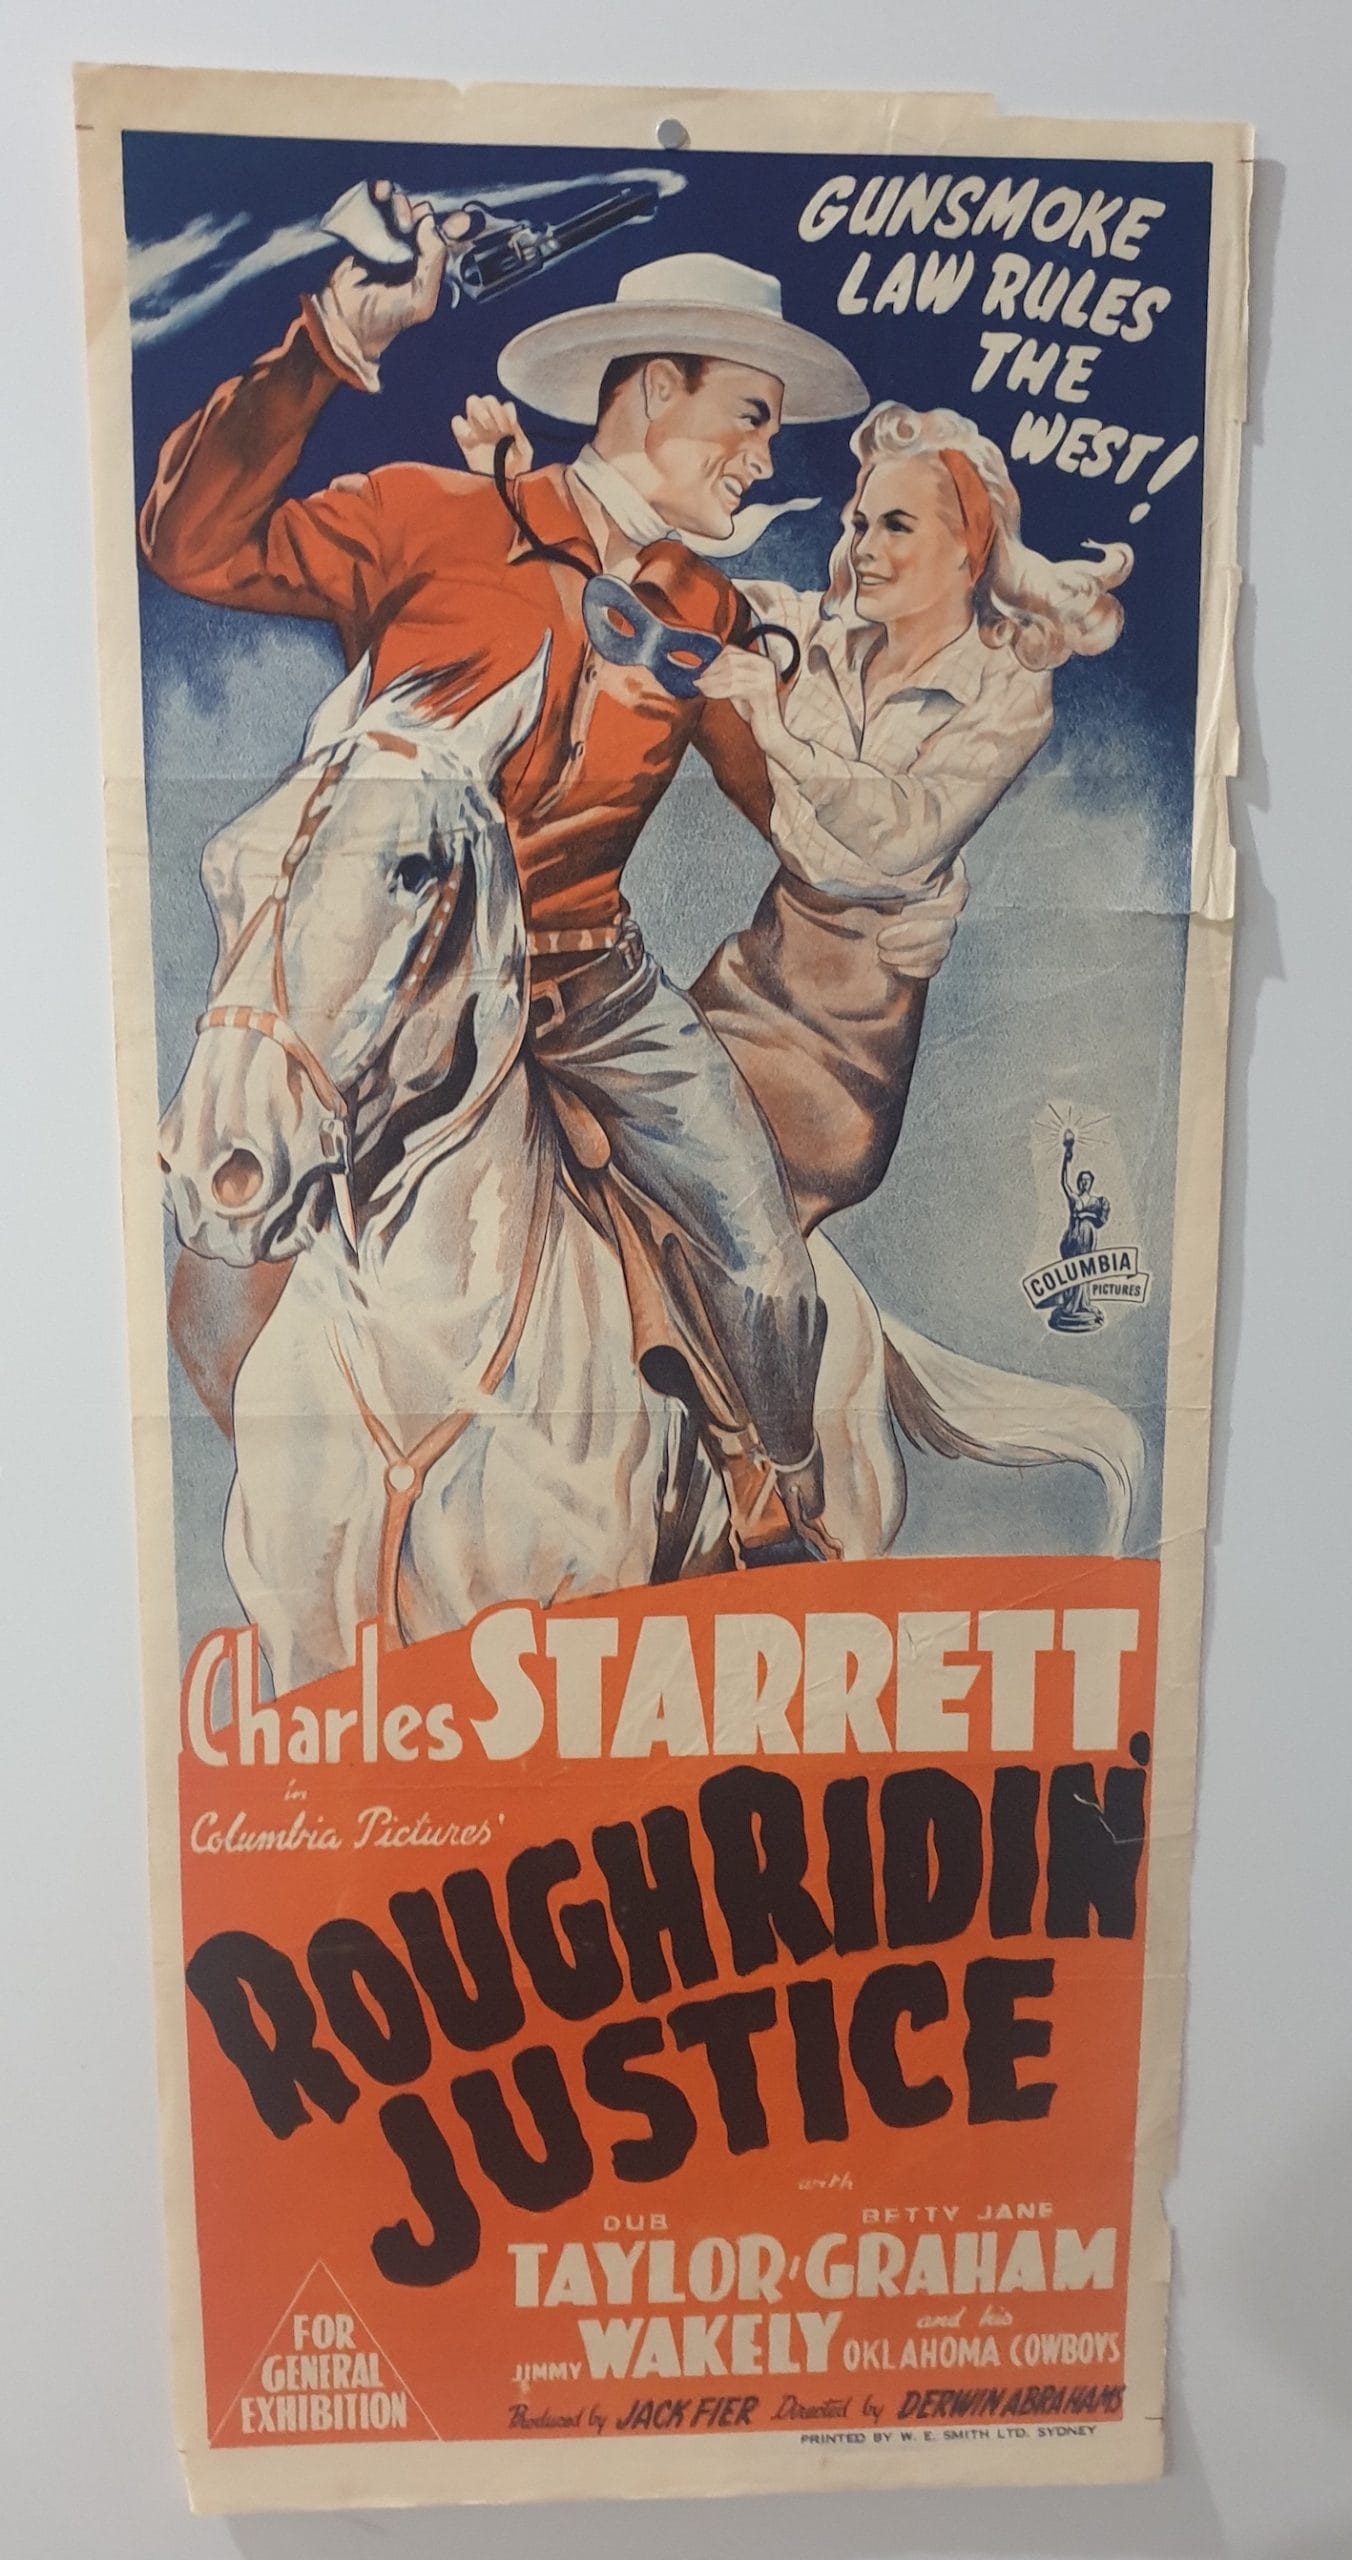 GUNSMOKE
LAW RULES
THE
WEST!
COLUMBIA
PICTURES
Charles STARRETT
in
Columbia Pictures'
ROUGH RIDIN'
JUSTICE
with
DUB BETTY JANE
TAYLOR, GRAHAM
JIMMY WAKELY and his OKLAHOMA COWBOYS
Produced by JACK FIER Directed by DERWIN ABRAHAMS
FOR
GENERAL
EXHIBITION
PRINTED BY W. E. SMITH LTD. SYDNEY